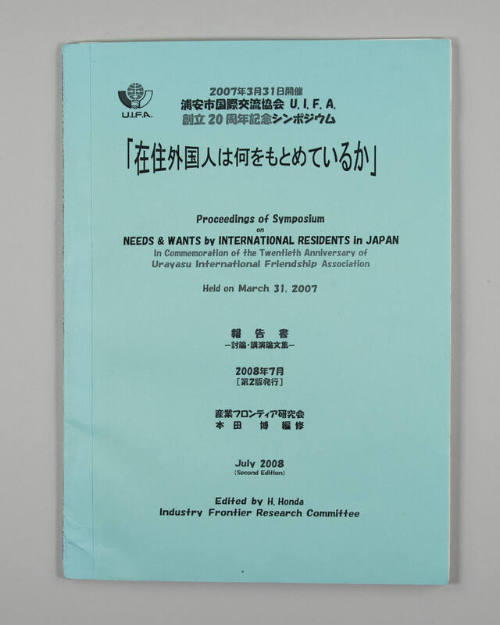 2007年3月31日開催
浦安市国際交流協会 U.I.F.A.
創立20周年記念シンポジウム
U.I.F.A.
「在住外国人は何をもとめているか」
Proceedings of Symposium
on
NEEDS & WANTS by INTERNATIONAL RESIDENTS in JAPAN
In Commemoration of the Twentieth Anniversary of
Urayasu International Friendship Association
Held on March 31, 2007
報 告 書
－討論・講演論文集－
2008年7月
[第2版発行]
産業フロンティア研究会
本田 博 編修
July 2008
(Second Edition)
Edited by H. Honda
Industry Frontier Research Committee